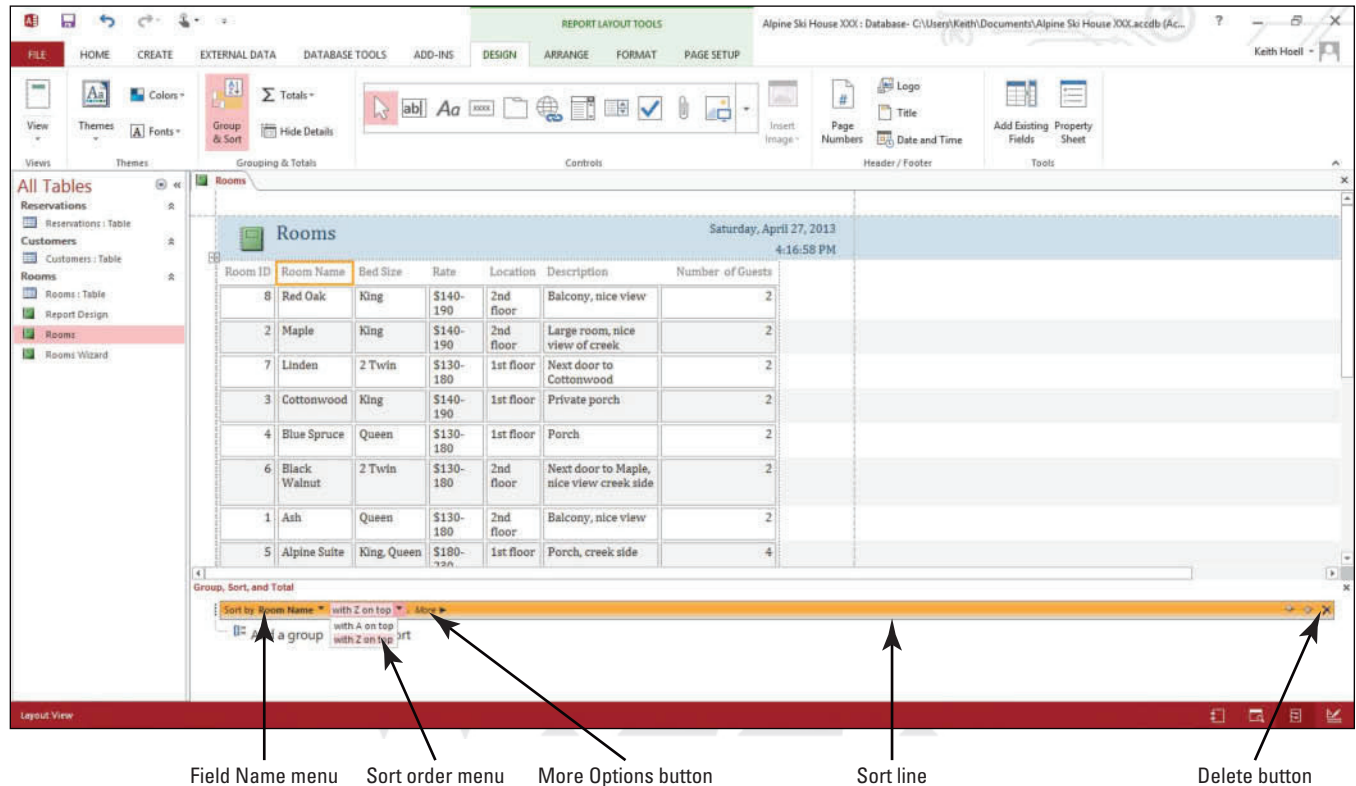 REPORT LAYOUT TOOLS
Alpine Ski House XXX : Database- C:\Users\Keith\Documents\Alpine Ski House XXX.accdb (Ac...
?
FILE HOME CREATE EXTERNAL DATA DATABASE TOOLS ADD-INS DESIGN ARRANGE FORMAT PAGE SETUP
Keith Hoell
View
Themes
Colors
Fonts
Group & Sort
Totals
Hide Details
Aa
ab|
Aa
XXXX
Insert Image
Page Numbers
Logo
Title
Date and Time
Add Existing Fields
Property Sheet
Views Themes Grouping & Totals Controls Header / Footer Tools
All Tables
Reservations
Reservations : Table
Customers
Customers : Table
Rooms
Rooms : Table
Report Design
Rooms
Rooms Wizard
Rooms
Rooms
Saturday, April 27, 2013
4:16:58 PM
Room ID Room Name Bed Size Rate Location Description Number of Guests
8 Red Oak King $140-190 2nd floor Balcony, nice view 2
2 Maple King $140-190 2nd floor Large room, nice view of creek 2
7 Linden 2 Twin $130-180 1st floor Next door to Cottonwood 2
3 Cottonwood King $140-190 1st floor Private porch 2
4 Blue Spruce Queen $130-180 1st floor Porch 2
6 Black Walnut 2 Twin $130-180 2nd floor Next door to Maple, nice view creek side 2
1 Ash Queen $130-180 2nd floor Balcony, nice view 2
5 Alpine Suite King, Queen $180- 1st floor Porch, creek side 4
Group, Sort, and Total
Sort by Room Name with Z on top , More
with A on top
with Z on top
a group
Layout View
Field Name menu Sort order menu More Options button Sort line Delete button